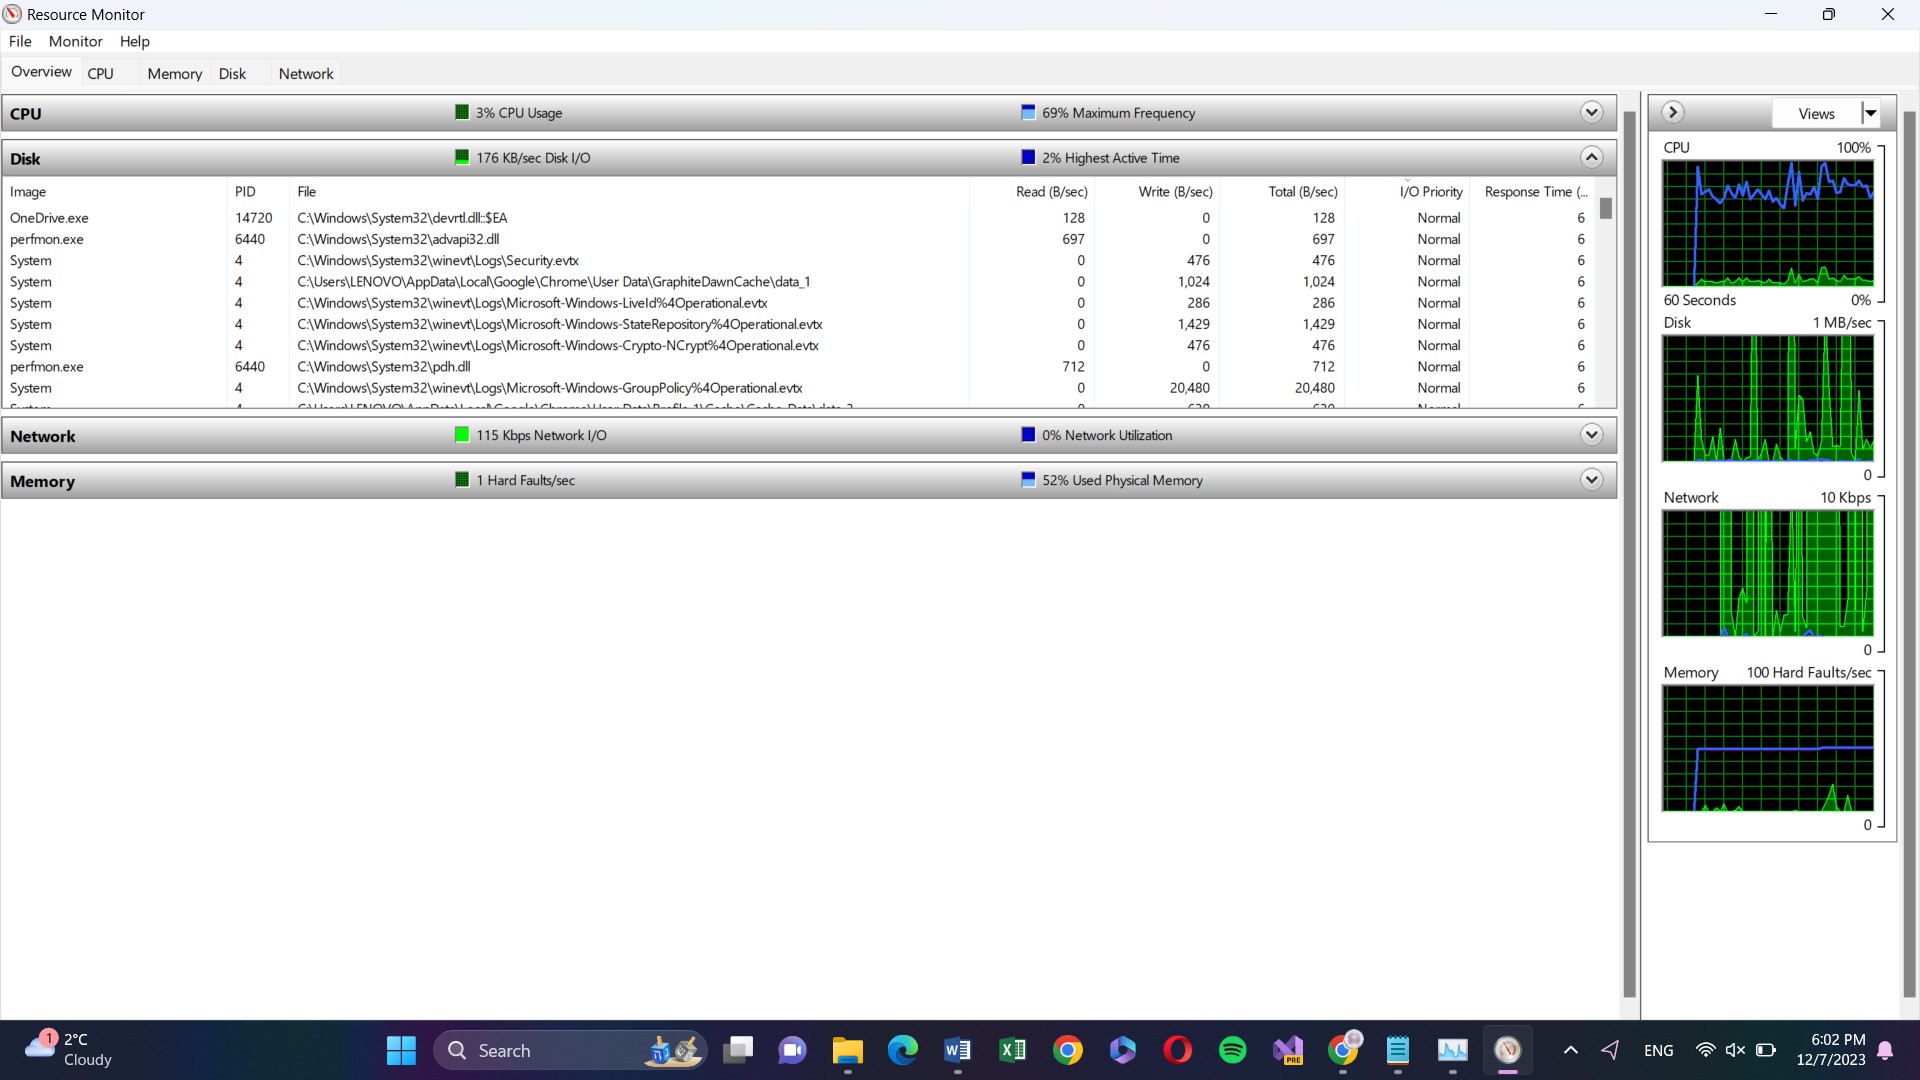 Resource Monitor
File Monitor Help
Overview CPU Memory Disk Network
CPU 3% CPU Usage 69% Maximum Frequency
Disk 176 KB/sec Disk I/O 2% Highest Active Time
Image PID File Read (B/sec) Write (B/sec) Total (B/sec) I/O Priority Response Time (...
OneDrive.exe 14720 C:\Windows\System32\devrtl.dll::$EA 128 0 128 Normal 6
perfmon.exe 6440 C:\Windows\System32\advapi32.dll 697 0 697 Normal 6
System 4 C:\Windows\System32\winevt\Logs\Security.evtx 0 476 476 Normal 6
System 4 C:\Users\LENOVO\AppData\Local\Google\Chrome\User Data\GraphiteDawnCache\data_1 0 1,024 1,024 Normal 6
System 4 C:\Windows\System32\winevt\Logs\Microsoft-Windows-LiveId%4Operational.evtx 0 286 286 Normal 6
System 4 C:\Windows\System32\winevt\Logs\Microsoft-Windows-StateRepository%4Operational.evtx 0 1,429 1,429 Normal 6
System 4 C:\Windows\System32\winevt\Logs\Microsoft-Windows-Crypto-NCrypt%4Operational.evtx 0 476 476 Normal 6
perfmon.exe 6440 C:\Windows\System32\pdh.dll 712 0 712 Normal 6
System 4 C:\Windows\System32\winevt\Logs\Microsoft-Windows-GroupPolicy%4Operational.evtx 0 20,480 20,480 Normal 6
Network 115 Kbps Network I/O 0% Network Utilization
Memory 1 Hard Faults/sec 52% Used Physical Memory
Views
CPU 100%
60 Seconds 0%
Disk 1 MB/sec
0
Network 10 Kbps
0
Memory 100 Hard Faults/sec
0
1
2°C
Cloudy
Search
PRE
ENG
6:02 PM
12/7/2023